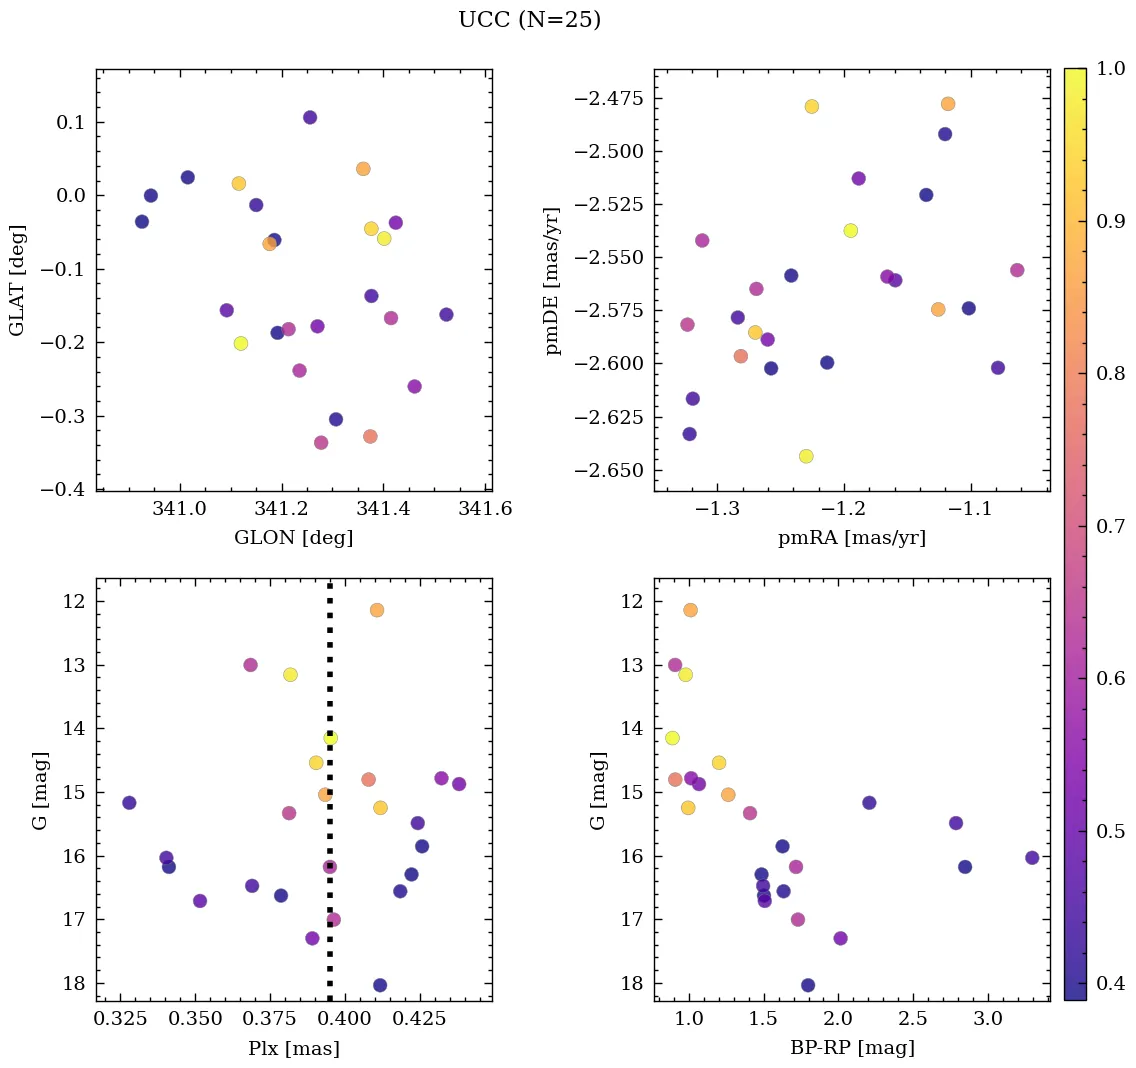 UCC (N=25)
0.1
0.0
−0.1
−0.2
−0.3
−0.4
GLAT [deg]
341.0 341.2 341.4 341.6
GLON [deg]
−2.475
−2.500
−2.525
−2.550
−2.575
−2.600
−2.625
−2.650
pmDE [mas/yr]
−1.3 −1.2 −1.1
pmRA [mas/yr]
1.0
0.9
0.8
0.7
0.6
0.5
0.4
12
13
14
15
16
17
18
G [mag]
0.325 0.350 0.375 0.400 0.425
Plx [mas]
12
13
14
15
16
17
18
G [mag]
1.0 1.5 2.0 2.5 3.0
BP-RP [mag]